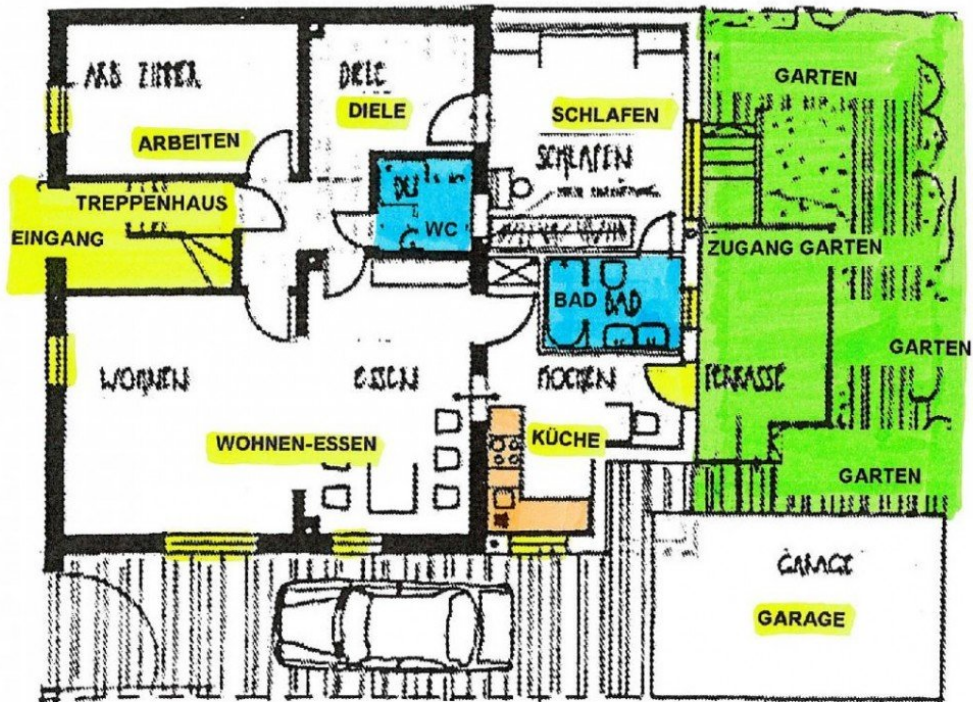 ARB ZIMMER
DIELE
GARTEN
ARBEITEN
DIELE
SCHLAFEN
SCHLAFEN
TREPPENHAUS
EINGANG
DU
WC
ZUGANG GARTEN
BAD
BAD
GARTEN
WOHNEN
ESSEN
KOCHEN
TERRASSE
WOHNEN-ESSEN
KÜCHE
GARTEN
GARAGE
GARAGE